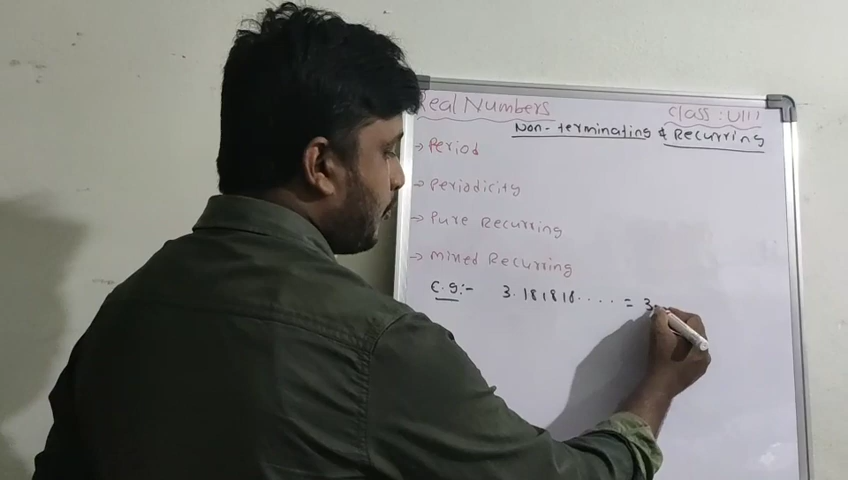 Real Numbers
Class: VIII
Non-terminating & Recurring
→ Period
→ Periodicity
→ Pure Recurring
→ Mixed Recurring
e.g:- 3.181818..... = 3.